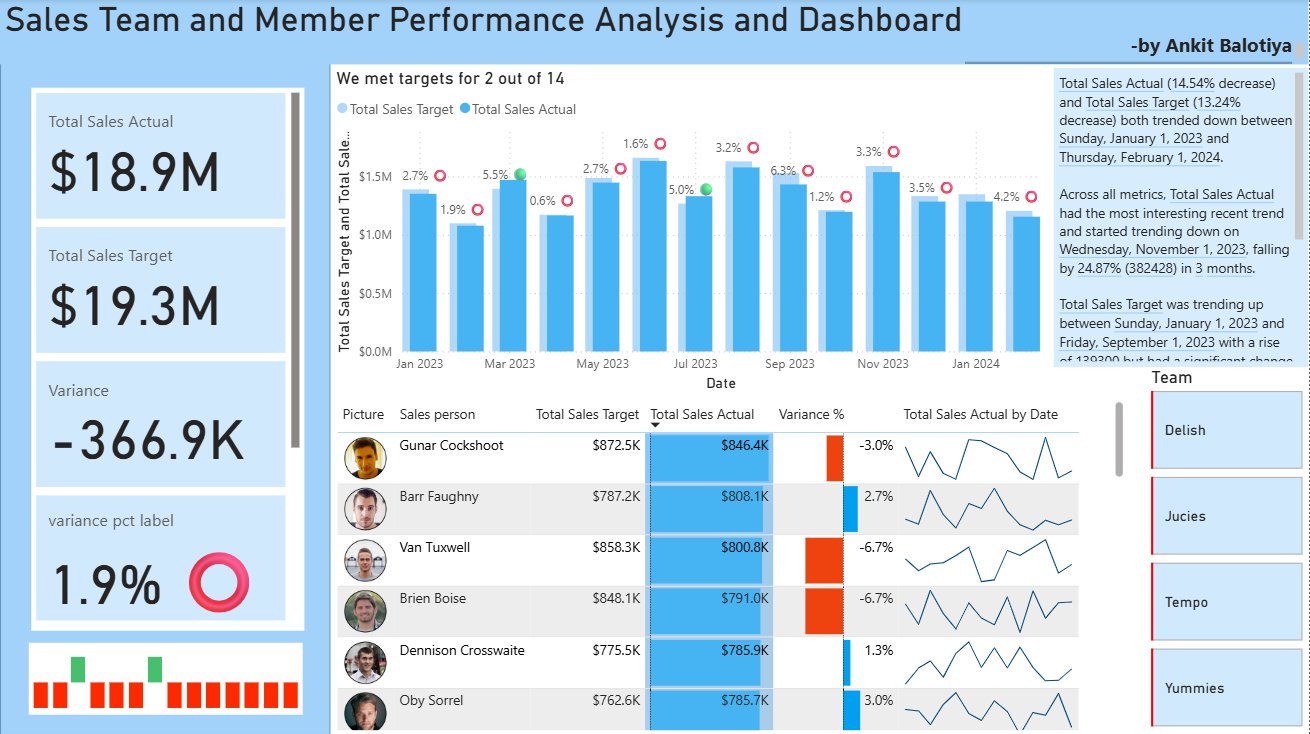 Sales Team and Member Performance Analysis and Dashboard
-by Ankit Balotiya
Total Sales Actual
$18.9M
Total Sales Target
$19.3M
Variance
-366.9K
variance pct label
1.9%
We met targets for 2 out of 14
Total Sales Target Total Sales Actual
Total Sales Target and Total Sale...
$1.5M
$1.0M
$0.5M
$0.0M
2.7%
1.9%
5.5%
0.6%
2.7%
1.6%
5.0%
3.2%
6.3%
1.2%
3.3%
3.5%
4.2%
Jan 2023 Mar 2023 May 2023 Jul 2023 Sep 2023 Nov 2023 Jan 2024
Date
Total Sales Actual (14.54% decrease)
and Total Sales Target (13.24%
decrease) both trended down between
Sunday, January 1, 2023 and
Thursday, February 1, 2024.
Across all metrics, Total Sales Actual
had the most interesting recent trend
and started trending down on
Wednesday, November 1, 2023, falling
by 24.87% (382428) in 3 months.
Total Sales Target was trending up
between Sunday, January 1, 2023 and
Friday, September 1, 2023 with a rise
of 139300 but had a significant change
Picture Sales person Total Sales Target Total Sales Actual Variance % Total Sales Actual by Date
Gunar Cockshoot $872.5K $846.4K -3.0%
Barr Faughny $787.2K $808.1K 2.7%
Van Tuxwell $858.3K $800.8K -6.7%
Brien Boise $848.1K $791.0K -6.7%
Dennison Crosswaite $775.5K $785.9K 1.3%
Oby Sorrel $762.6K $785.7K 3.0%
Team
Delish
Jucies
Tempo
Yummies